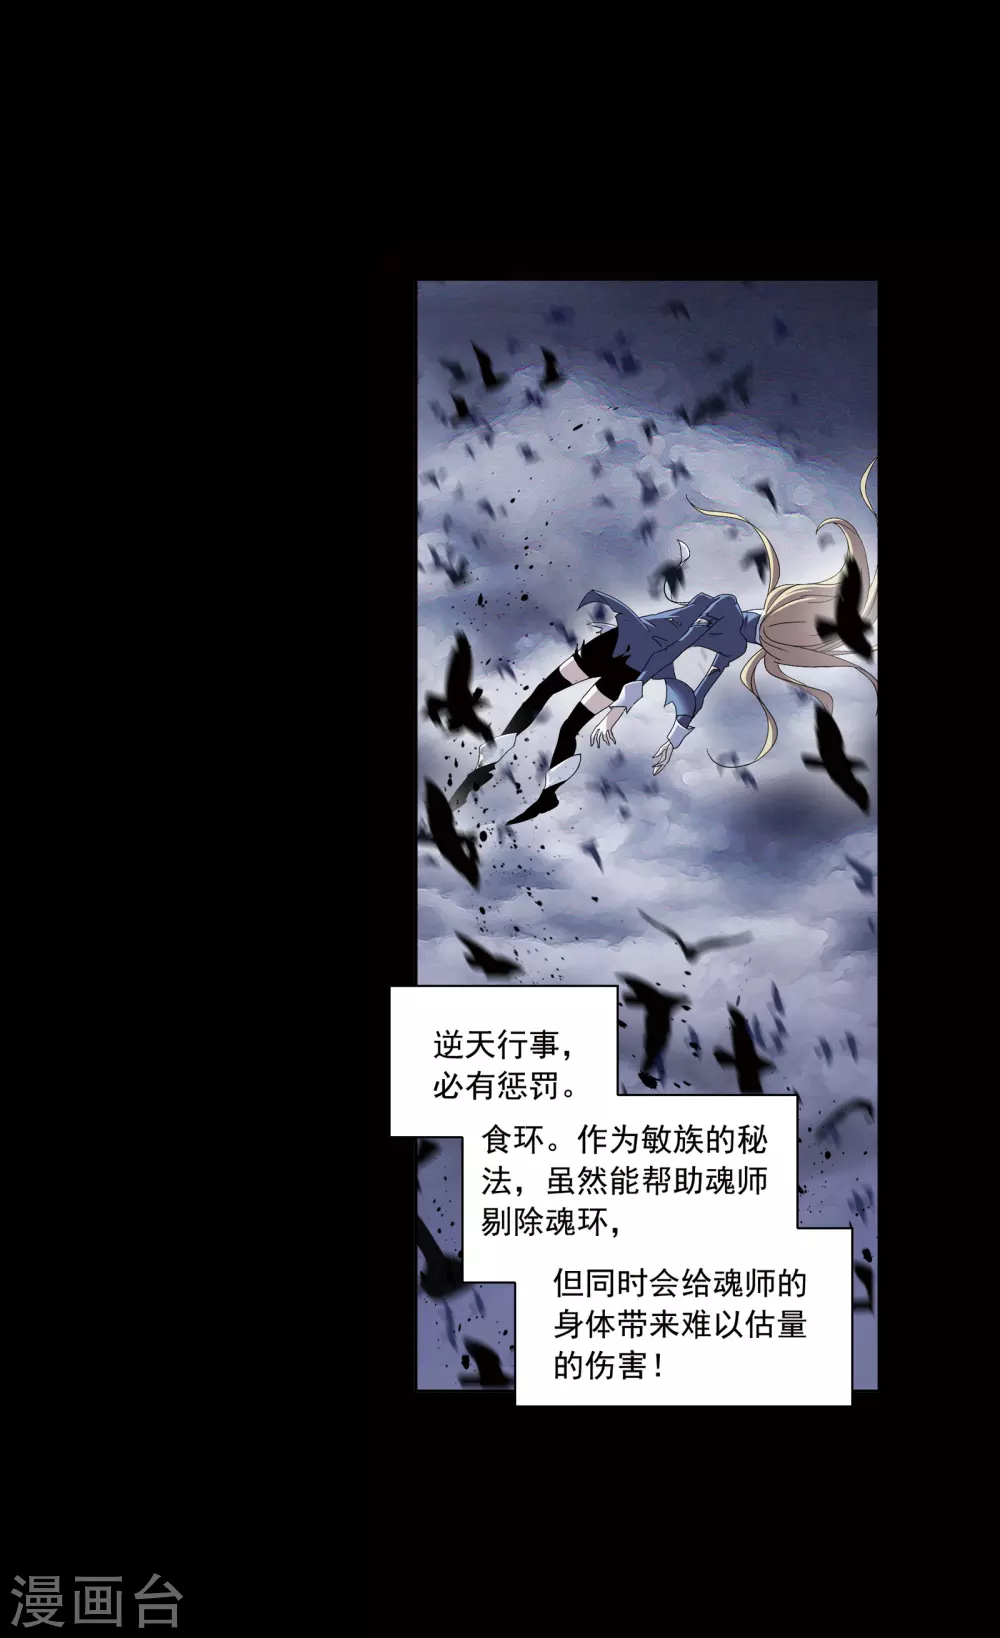 逆天行事，
必有惩罚。
食环。作为敏族的秘
法，虽然能帮助魂师
剔除魂环，
但同时会给魂师的
身体带来难以估量
的伤害！
漫画台